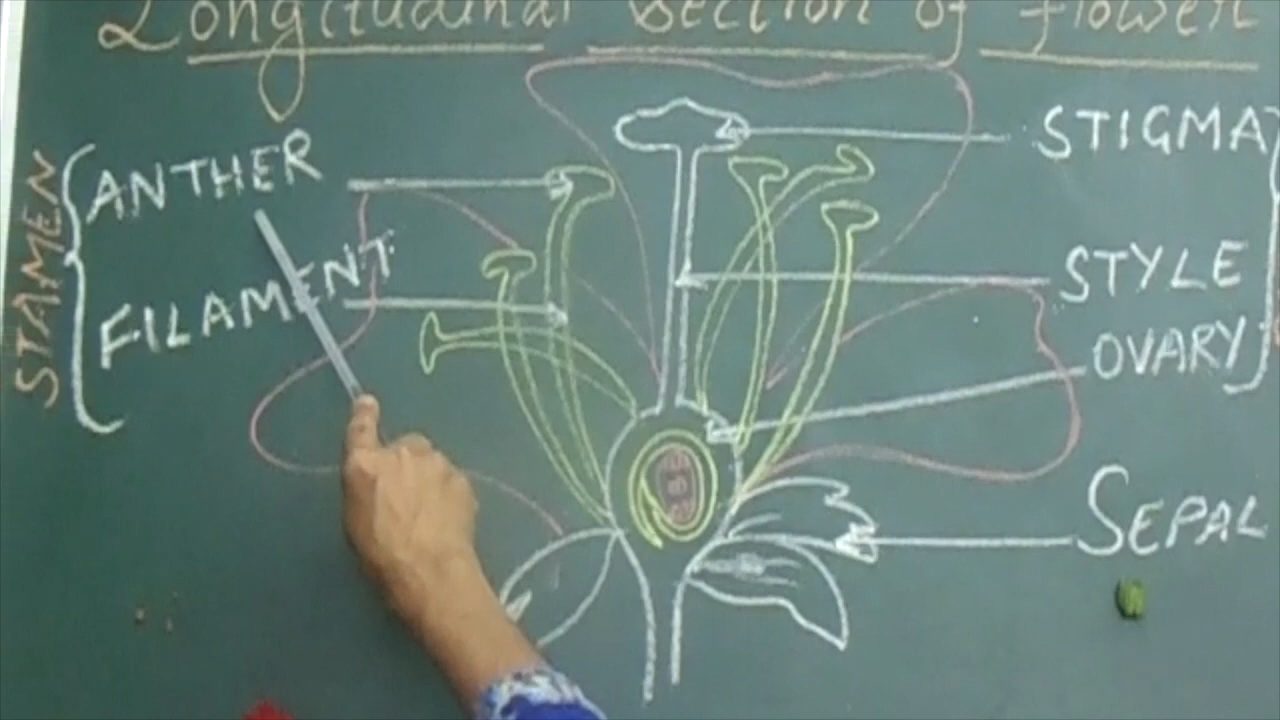 Longitudinal Section of flower
STAMEN
ANTHER
FILAMENT
STIGMA
STYLE
OVARY
SEPAL